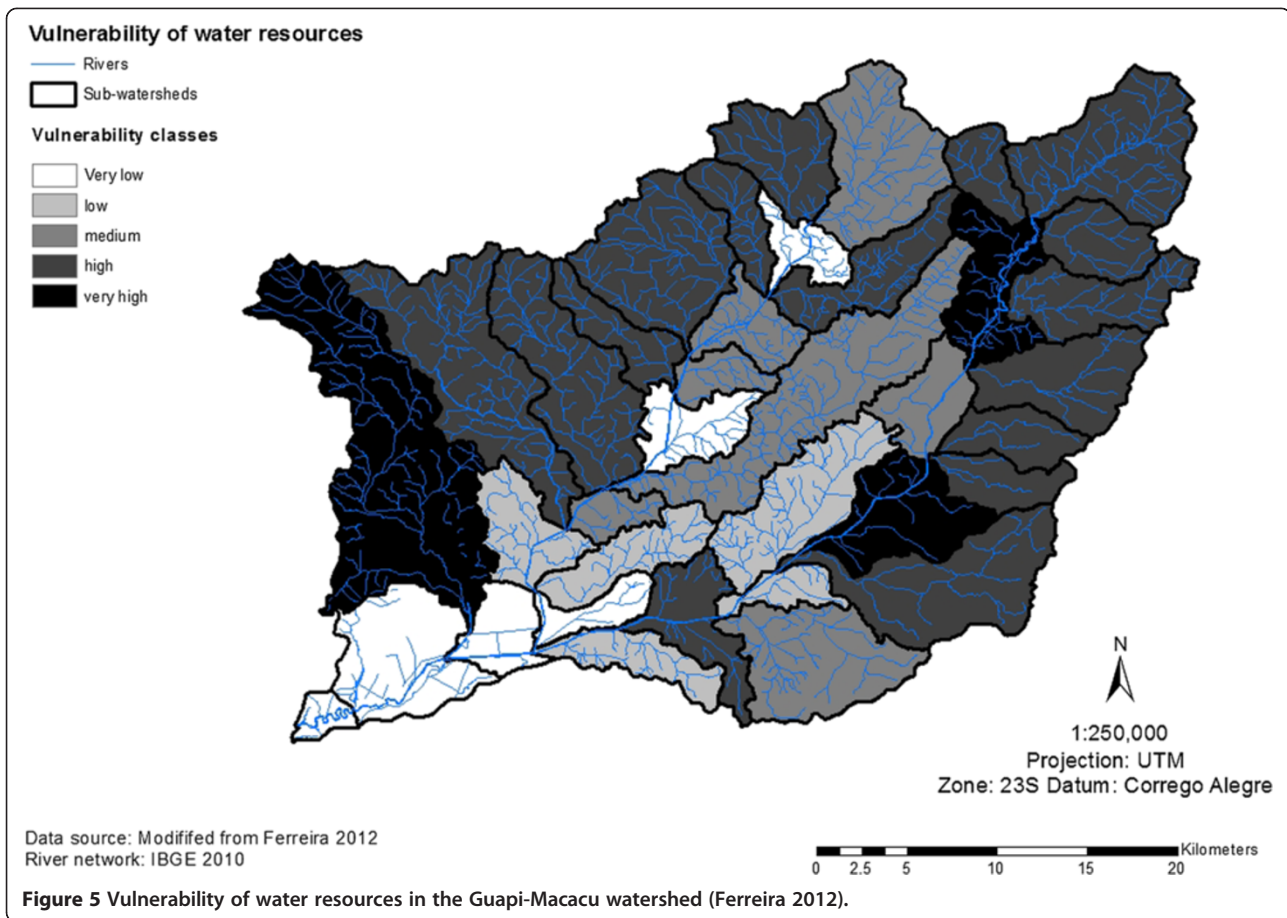 Vulnerability of water resources
Rivers
Sub-watersheds
Vulnerability classes
Very low
low
medium
high
very high
N
1:250,000
Projection: UTM
Zone: 23S Datum: Corrego Alegre
Data source: Modififed from Ferreira 2012
River network: IBGE 2010
Kilometers
0 2.5 5 10 15 20
Figure 5 Vulnerability of water resources in the Guapi-Macacu watershed (Ferreira 2012).